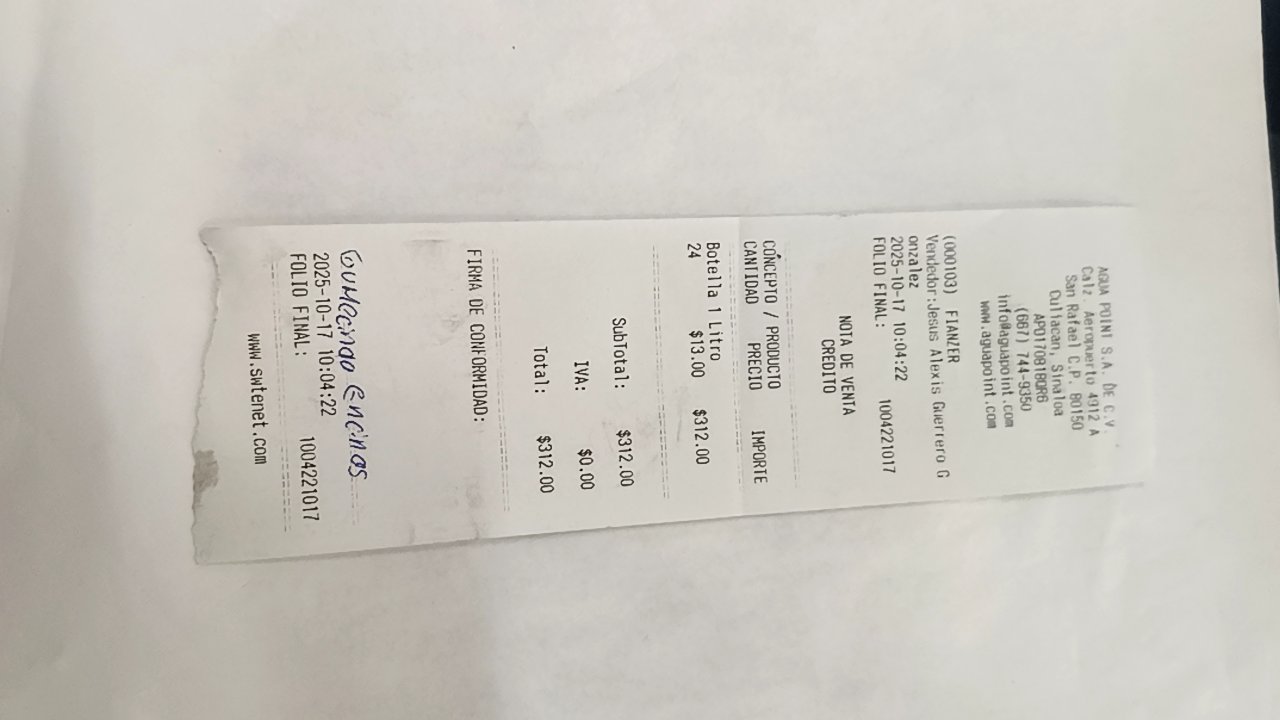 AGUA POINT S.A. DE C.V.
Calz. Aeropuerto 4912 A
San Rafael C.P. 80150
Culiacan, Sinaloa
APO170818QR6
(667) 744-9350
info@aguapoint.com
www.aguapoint.com
(000103) FIANZER
Vendedor:Jesus Alexis Guerrero G
onzalez
2025-10-17 10:04:22
FOLIO FINAL: 1004221017
NOTA DE VENTA
CREDITO
CONCEPTO / PRODUCTO
CANTIDAD PRECIO IMPORTE
Botella 1 Litro
24 $13.00 $312.00
SubTotal: $312.00
IVA: $0.00
Total: $312.00
FIRMA DE CONFORMIDAD:
Gumecindo Encinas
2025-10-17 10:04:22
FOLIO FINAL: 1004221017
www.swtenet.com